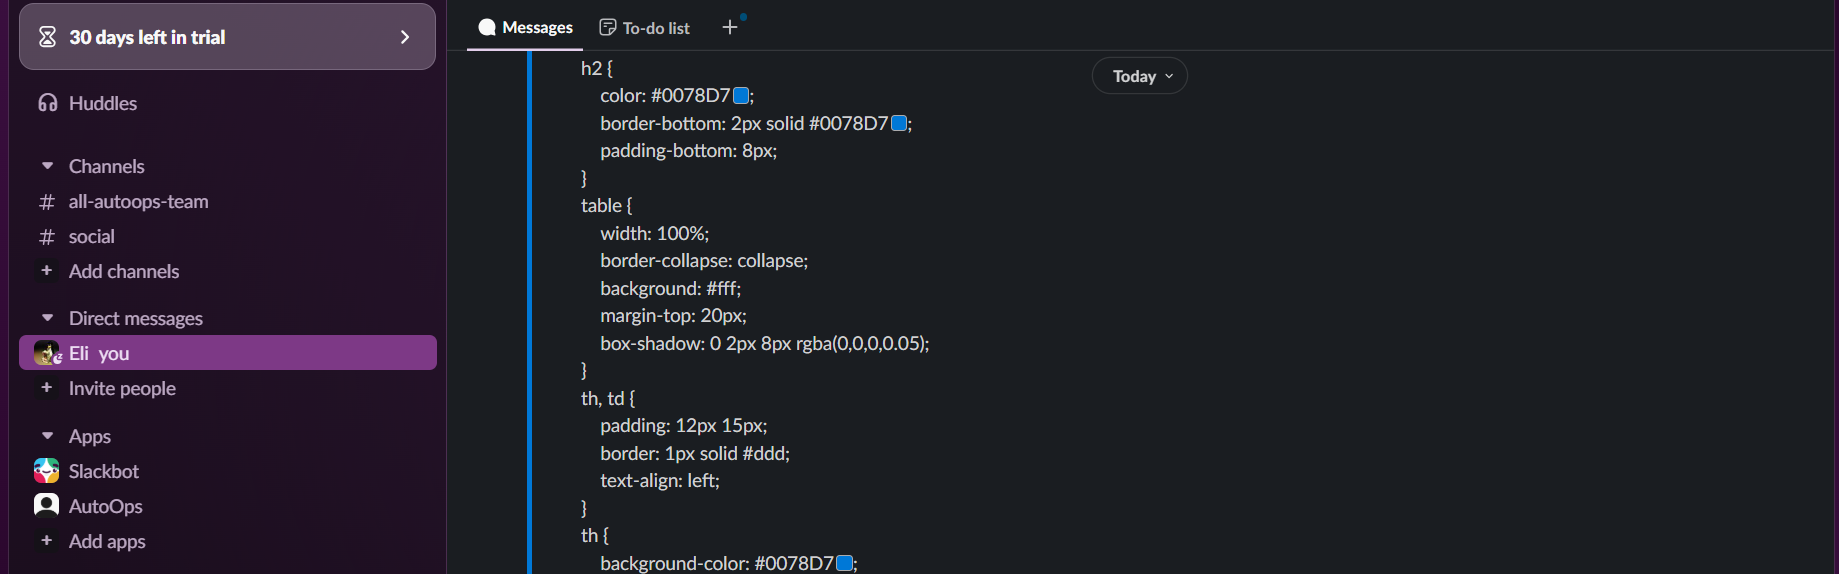 30 days left in trial
Huddles
Channels
# all-autoops-team
# social
+ Add channels
Direct messages
Eli you
+ Invite people
Apps
Slackbot
AutoOps
+ Add apps
Messages
To-do list
+
Today
h2 {
color: #0078D7;
border-bottom: 2px solid #0078D7;
padding-bottom: 8px;
}
table {
width: 100%;
border-collapse: collapse;
background: #fff;
margin-top: 20px;
box-shadow: 0 2px 8px rgba(0,0,0,0.05);
}
th, td {
padding: 12px 15px;
border: 1px solid #ddd;
text-align: left;
}
th {
background-color: #0078D7;